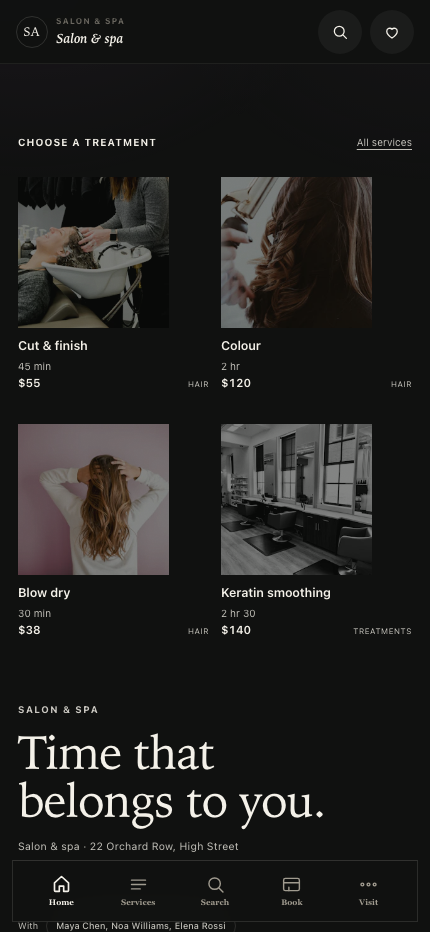 SA
SALON & SPA
Salon & spa
CHOOSE A TREATMENT
All services
Cut & finish
45 min
$55
HAIR
Colour
2 hr
$120
HAIR
Blow dry
30 min
$38
HAIR
Keratin smoothing
2 hr 30
$140
TREATMENTS
SALON & SPA
Time that
belongs to you.
Salon & spa · 22 Orchard Row, High Street
Home
Services
Search
Book
Visit
With
Maya Chen, Noa Williams, Elena Rossi